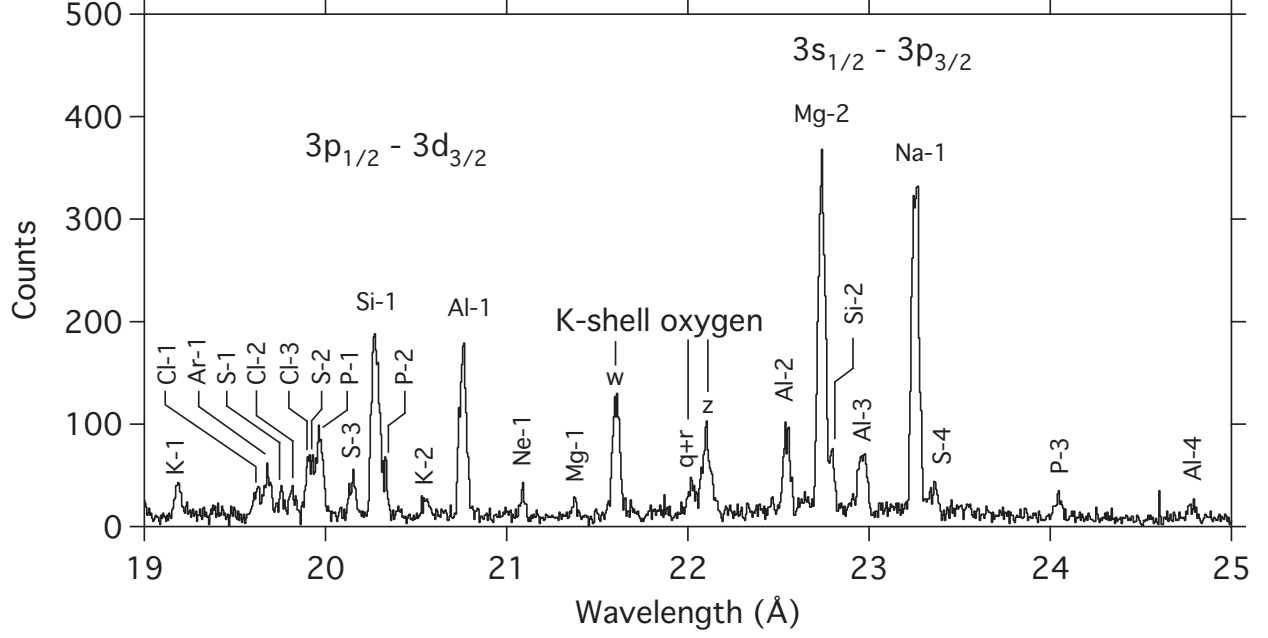 500
400
300
200
100
0
Counts
3s1/2 - 3p3/2
Mg-2
3p1/2 - 3d3/2
Na-1
Si-1
Al-1
K-shell oxygen
Si-2
Cl-1
Ar-1
S-1
Cl-2
Cl-3
S-2
P-1
P-2
w
Al-2
z
K-1
S-3
K-2
Ne-1
Mg-1
q+r
Al-3
S-4
P-3
Al-4
19 20 21 22 23 24 25
Wavelength (Å)